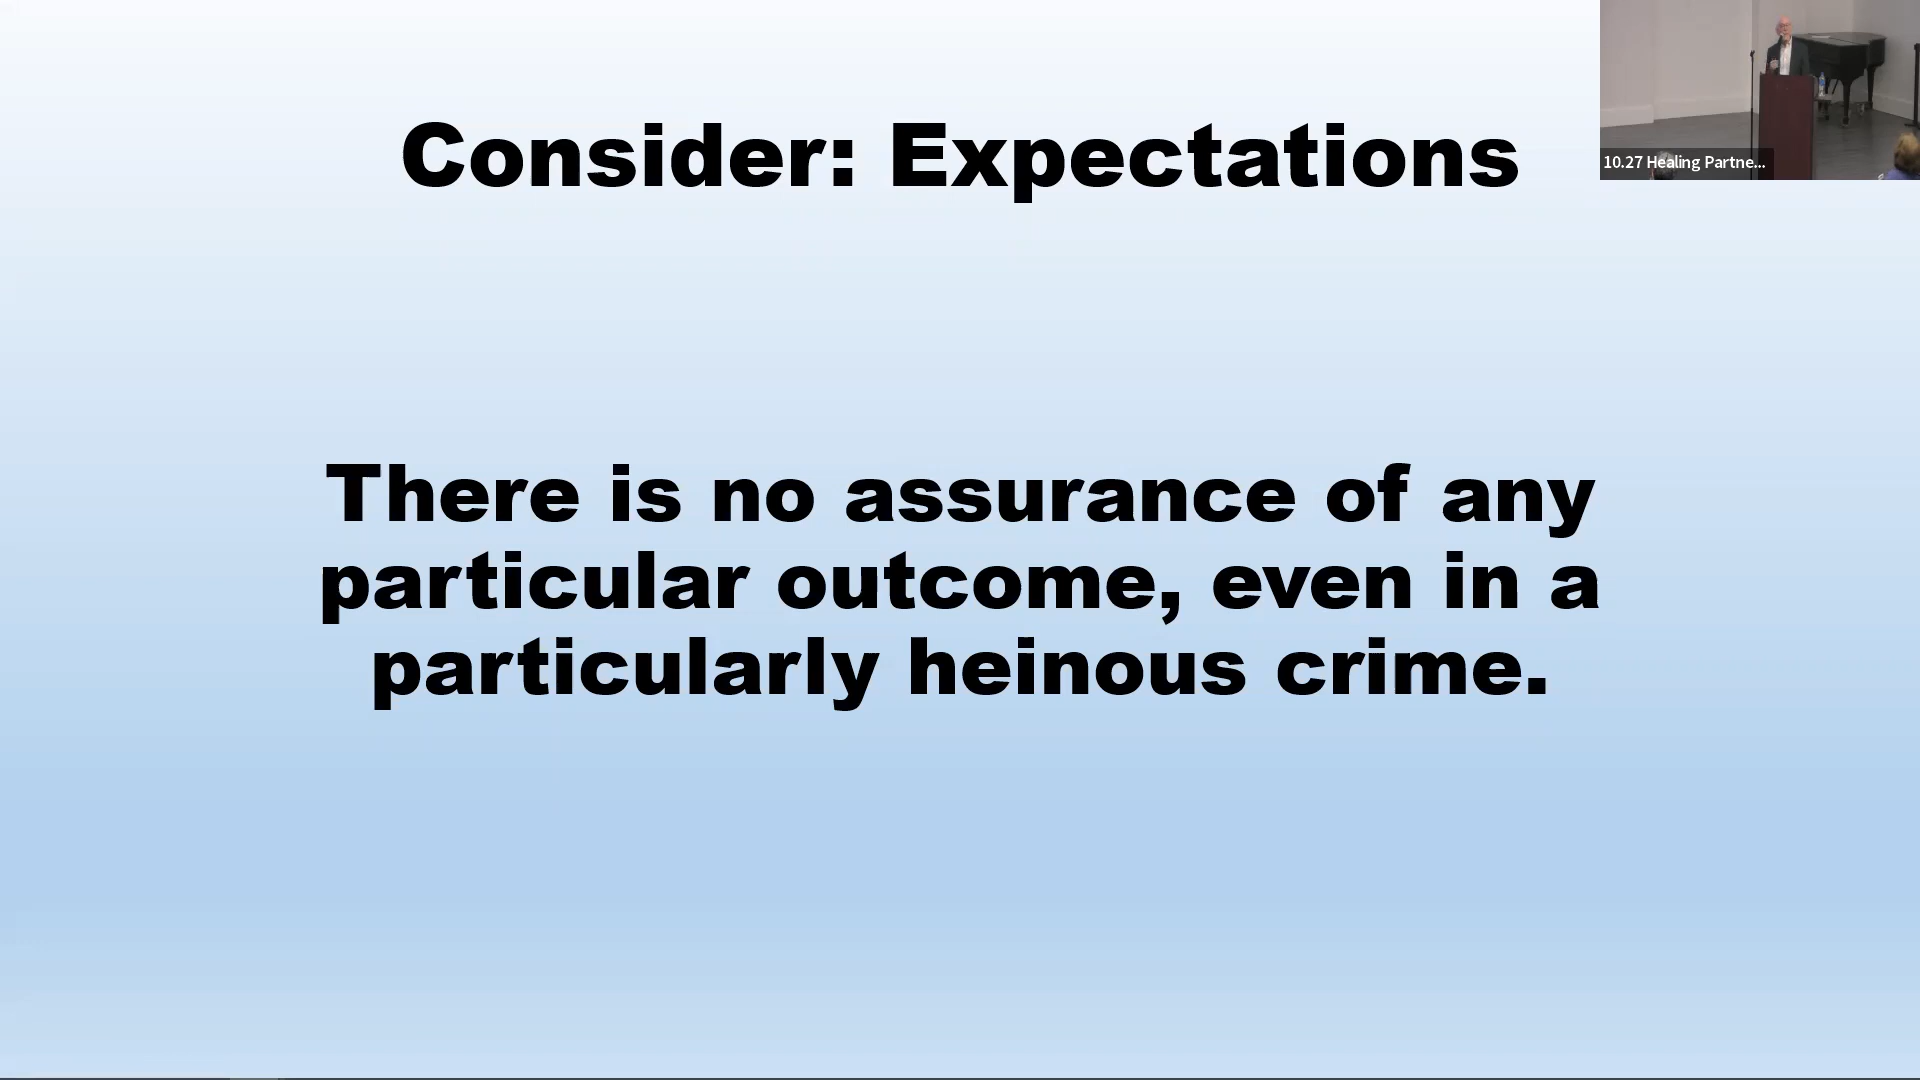 Consider: Expectations
10.27 Healing Partne...
There is no assurance of any
particular outcome, even in a
particularly heinous crime.